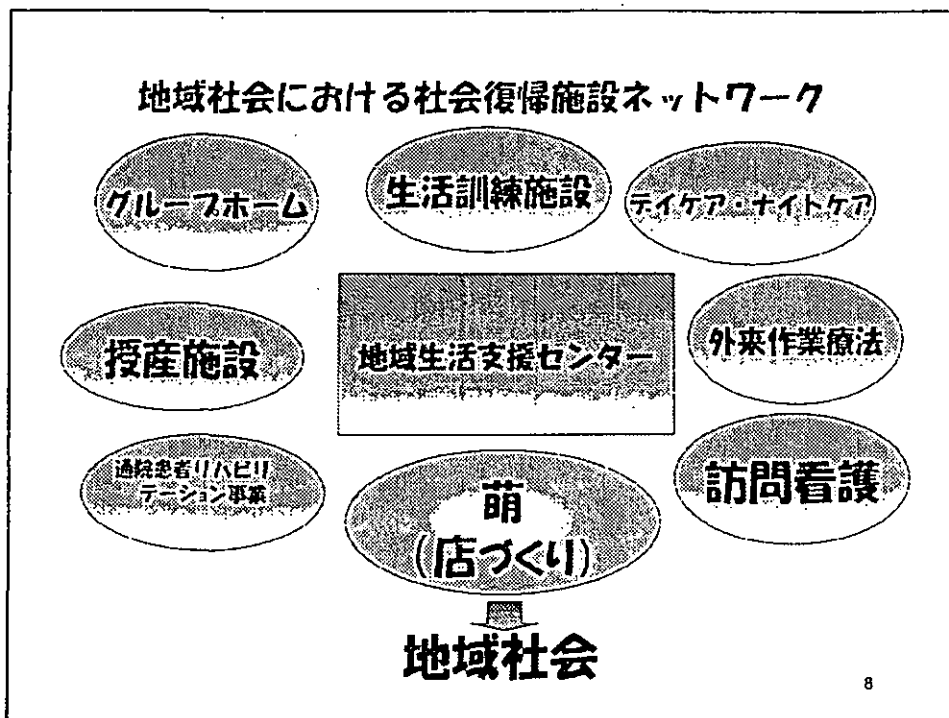 地域社会における社会復帰施設ネットワーク
グループホーム
生活訓練施設
デイケア・ナイトケア
授産施設
地域生活支援センター
外来作業療法
通院患者リハビリ
テーション事業
萌
(店づくり)
訪問看護
地域社会
8